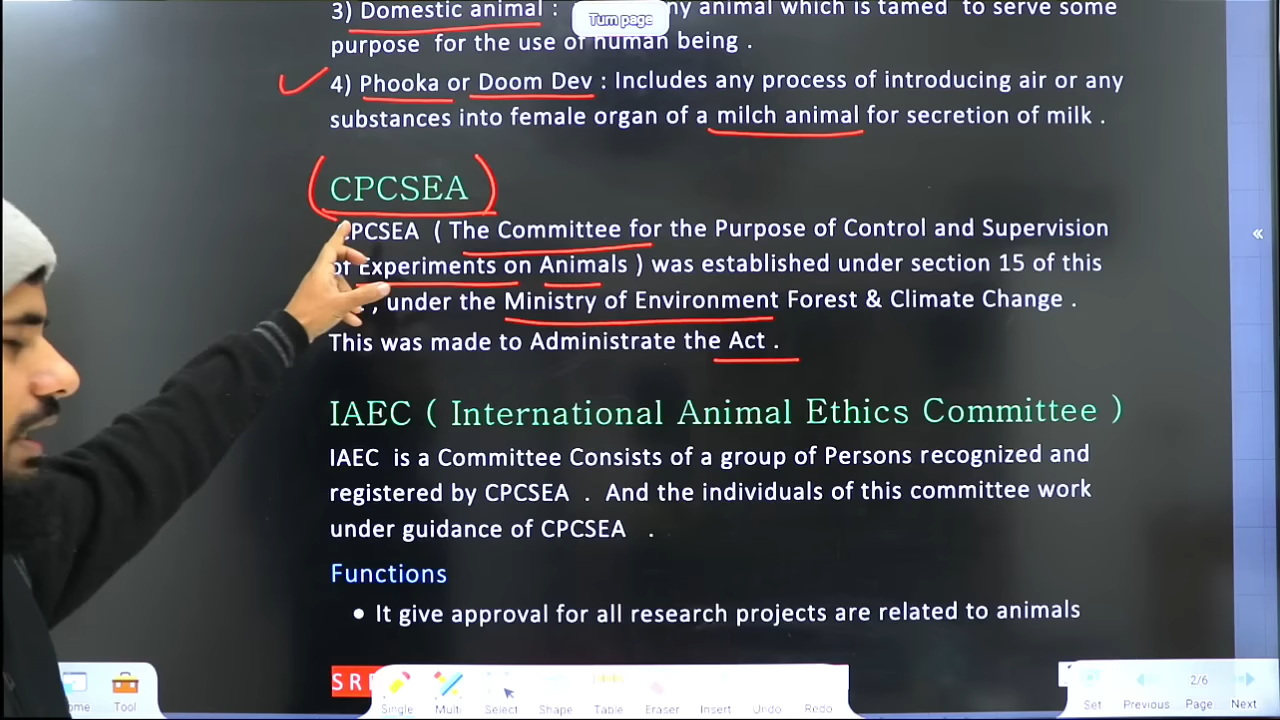 3) Domestic animal : ny animal which is tamed to serve some
Turn page
purpose for the use of human being .
4) Phooka or Doom Dev : Includes any process of introducing air or any
substances into female organ of a milch animal for secretion of milk .
CPCSEA
CPCSEA ( The Committee for the Purpose of Control and Supervision
of Experiments on Animals ) was established under section 15 of this
, under the Ministry of Environment Forest & Climate Change .
This was made to Administrate the Act .
«
IAEC ( International Animal Ethics Committee )
IAEC is a Committee Consists of a group of Persons recognized and
registered by CPCSEA . And the individuals of this committee work
under guidance of CPCSEA .
Functions
• It give approval for all research projects are related to animals
S R
ome Tool Single Multi Select Shape Table Eraser Insert Undo Redo Set Previous Page Next
2/6